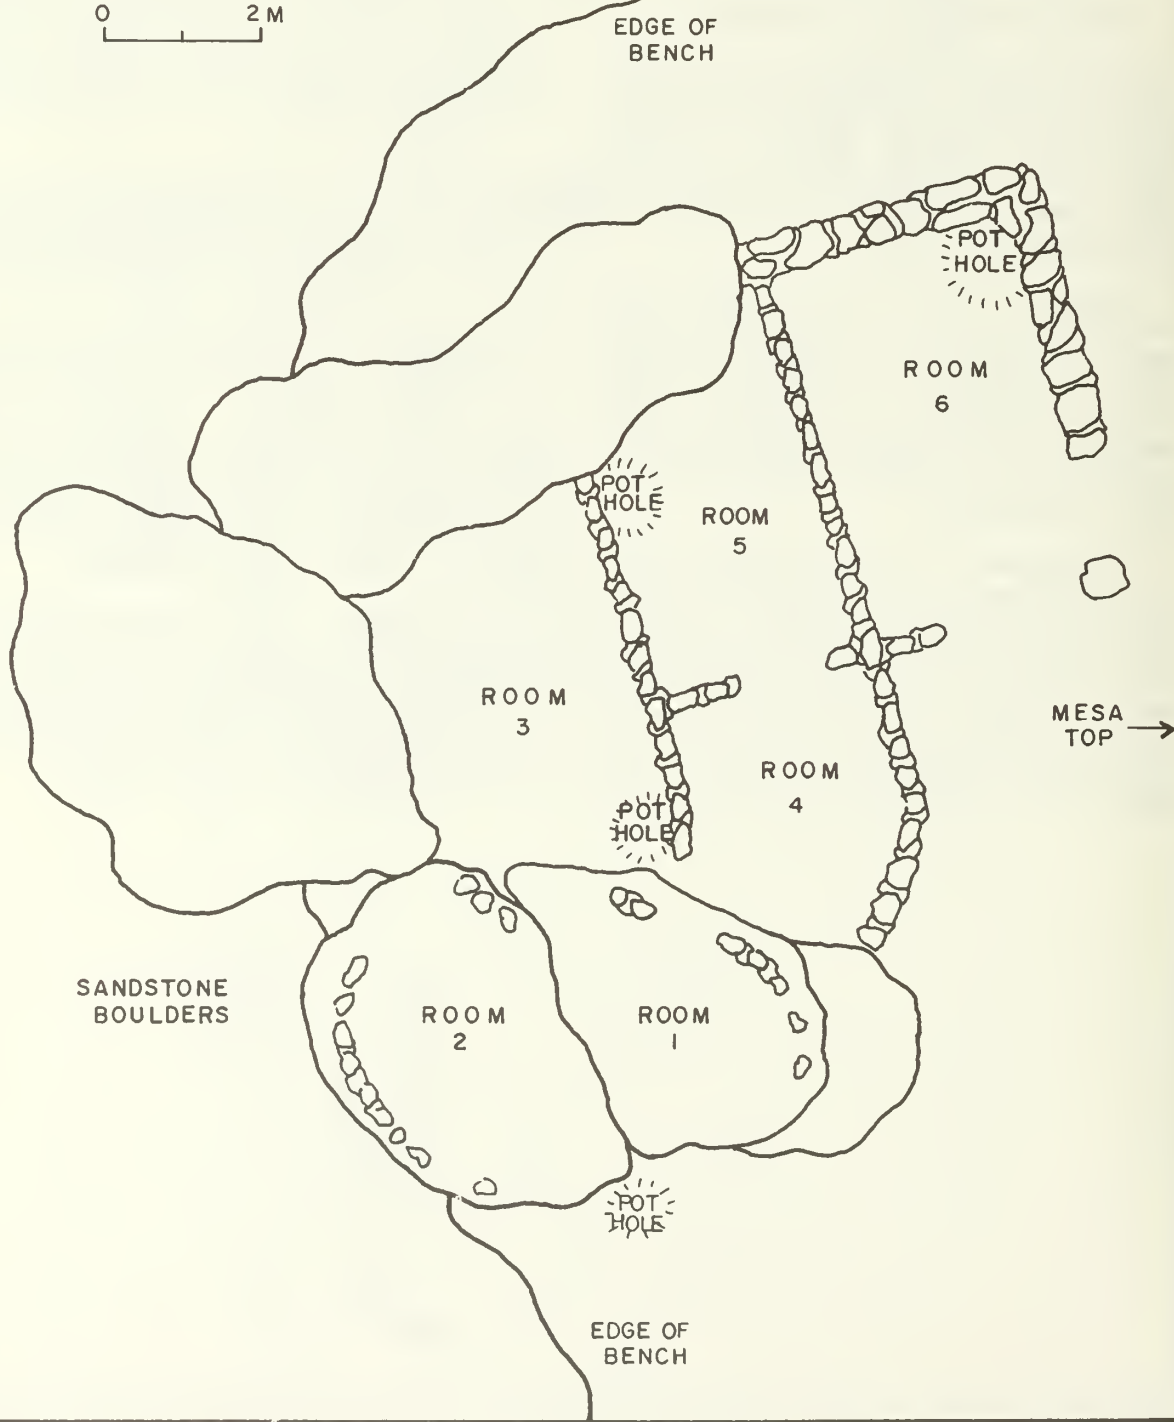 0 2 M
EDGE OF
BENCH
POT
HOLE
ROOM
6
POT
HOLE
ROOM
5
ROOM
3
MESA
TOP
ROOM
4
POT
HOLE
SANDSTONE
BOULDERS
ROOM
2
ROOM
1
POT
HOLE
EDGE OF
BENCH